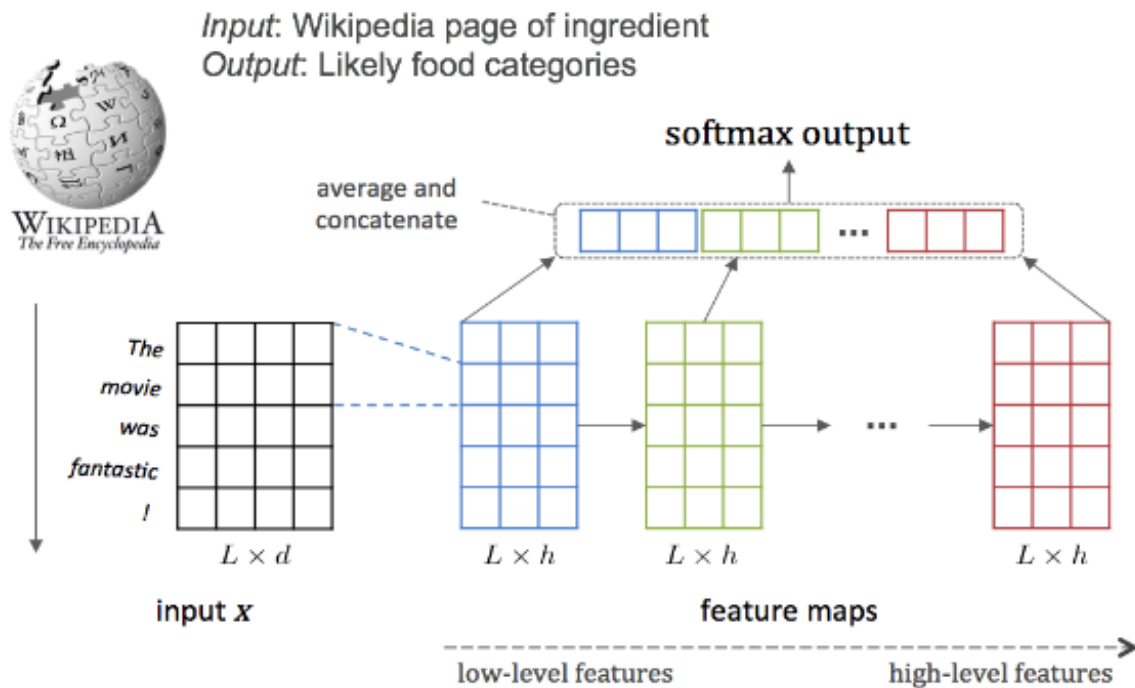 Input: Wikipedia page of ingredient
Output: Likely food categories
WIKIPEDIA
The Free Encyclopedia
softmax output
average and
concatenate
...
The
movie
was
fantastic
!
...
L × d
L × h
L × h
L × h
input x
feature maps
low-level features
high-level features